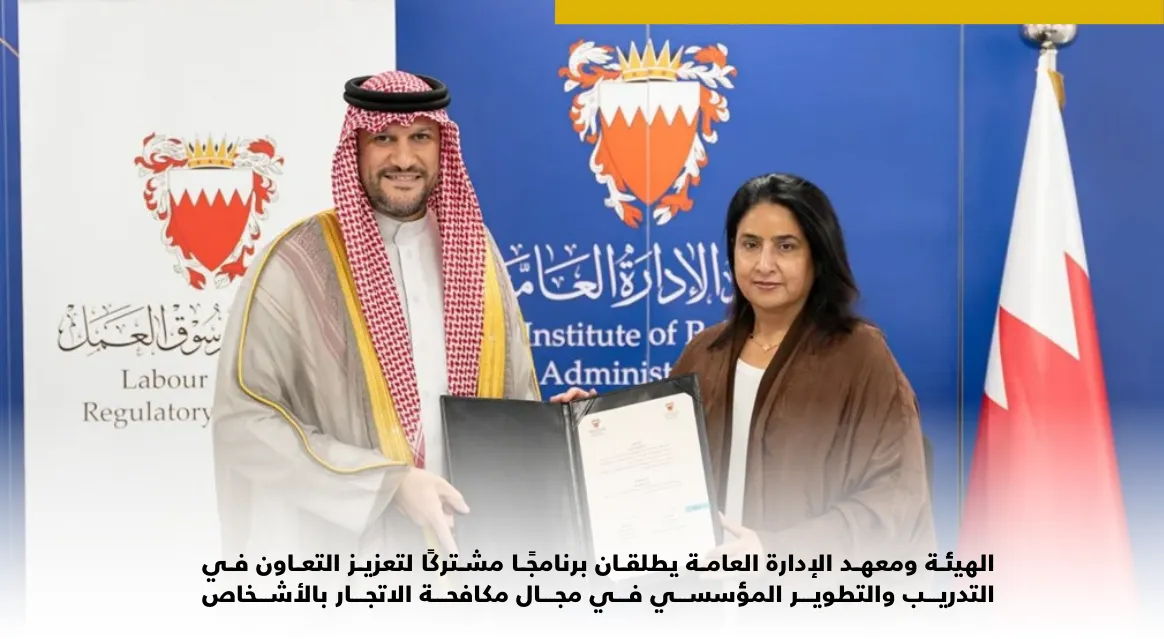 سوق العمل
Labour
Regulatory
الإدارة العامة
Institute of P
Administ
الهيئة ومعهد الإدارة العامة يطلقان برنامجًا مشتركًا لتعزيز التعاون في
التدريب والتطوير المؤسسي في مجال مكافحة الاتجار بالأشخاص